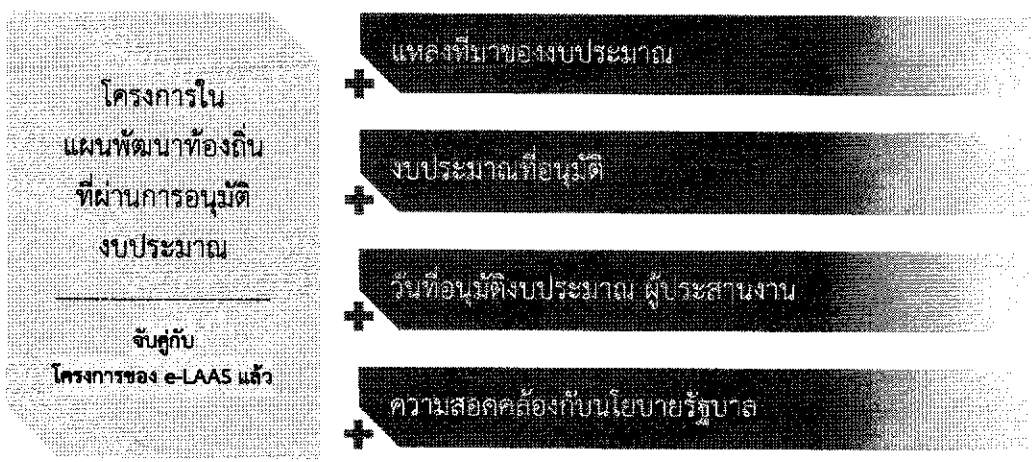 โครงการใน
แผนพัฒนาท้องถิ่น
ที่ผ่านการอนุมัติ
งบประมาณ
จับคู่กับ
โครงการของ e-LAAS แล้ว
แหล่งที่มาของงบประมาณ
งบประมาณที่อนุมัติ
วันที่อนุมัติงบประมาณ ผู้ประสานงาน
ความสอดคล้องกับนโยบายรัฐบาล